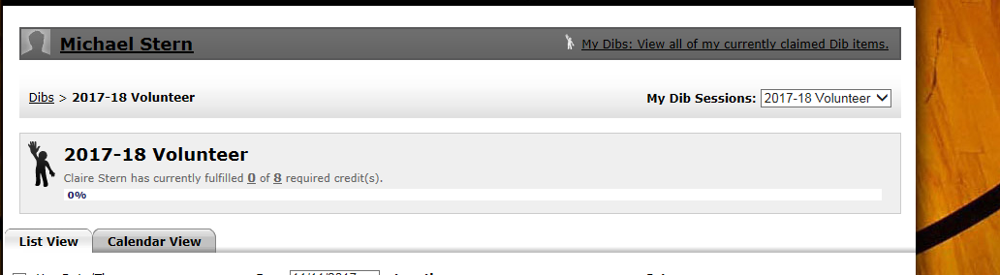 Michael Stern
My Dibs: View all of my currently claimed Dib items.
Dibs > 2017-18 Volunteer
My Dib Sessions: 2017-18 Volunteer
2017-18 Volunteer
Claire Stern has currently fulfilled 0 of 8 required credit(s).
0%
List View
Calendar View